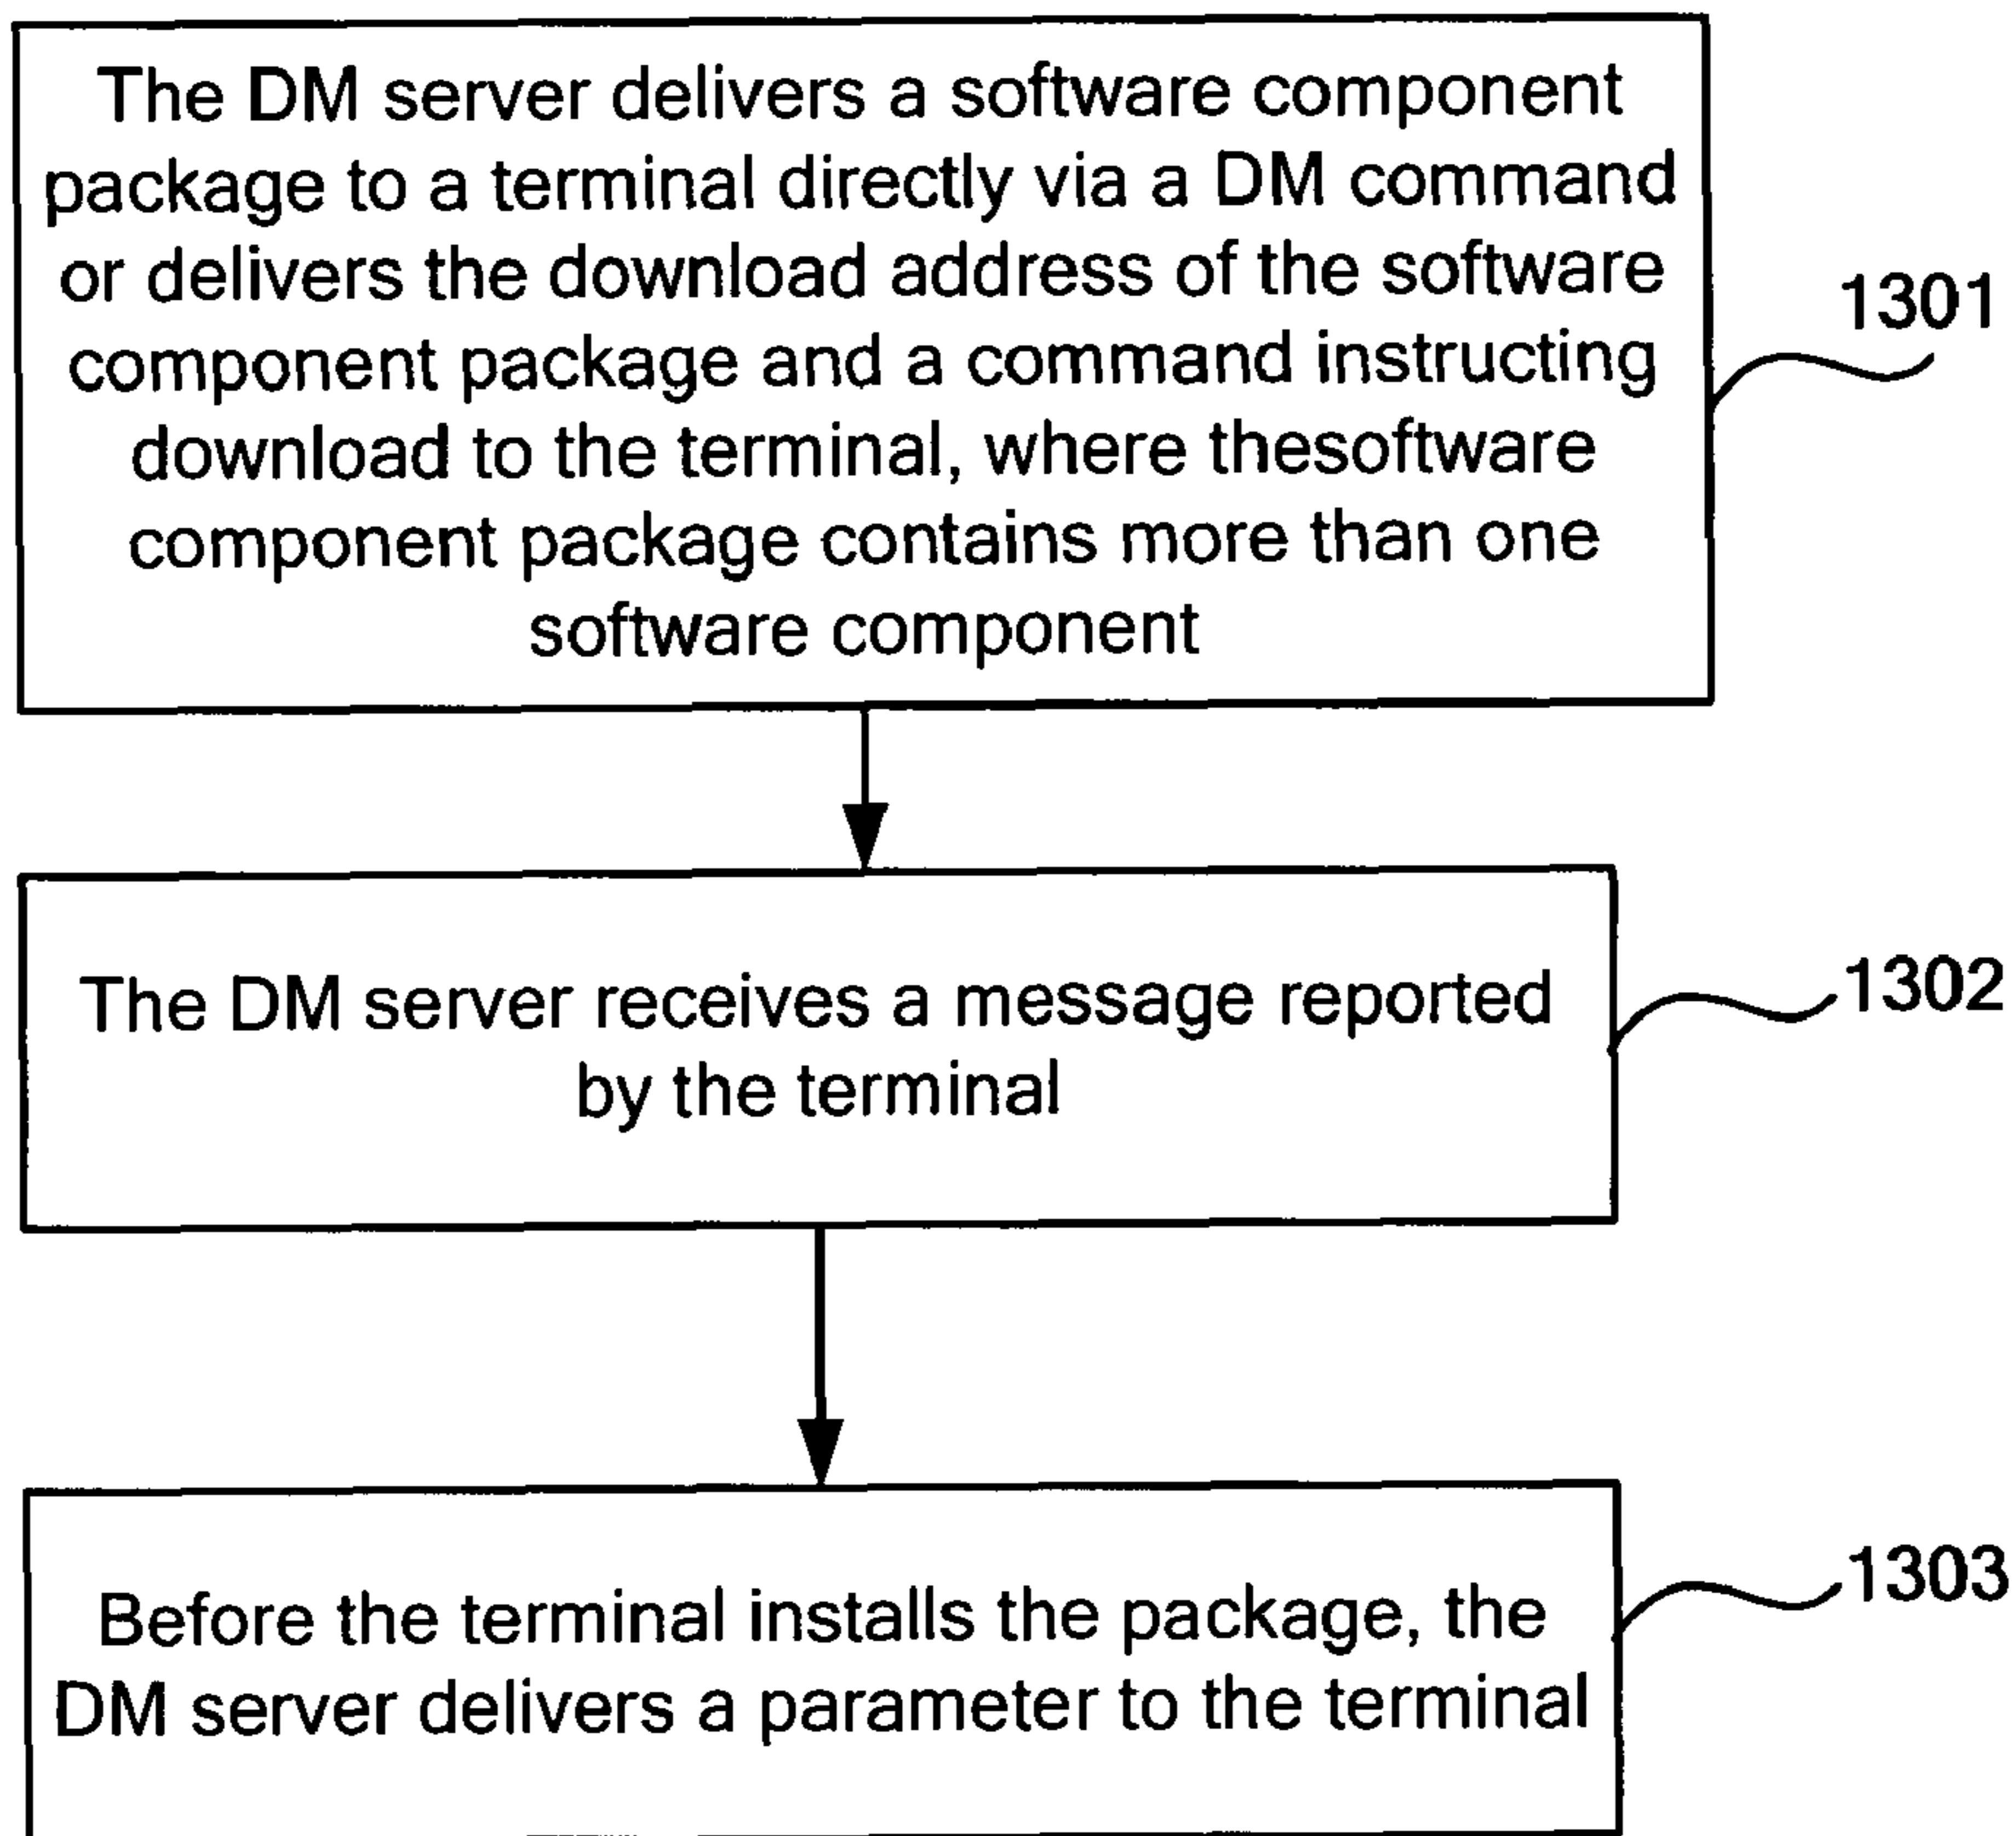 The DM server delivers a software component
package to a terminal directly via a DM command
or delivers the download address of the software
component package and a command instructing
download to the terminal, where thesoftware
component package contains more than one
software component
1301
The DM server receives a message reported
by the terminal
1302
Before the terminal installs the package, the
DM server delivers a parameter to the terminal
1303